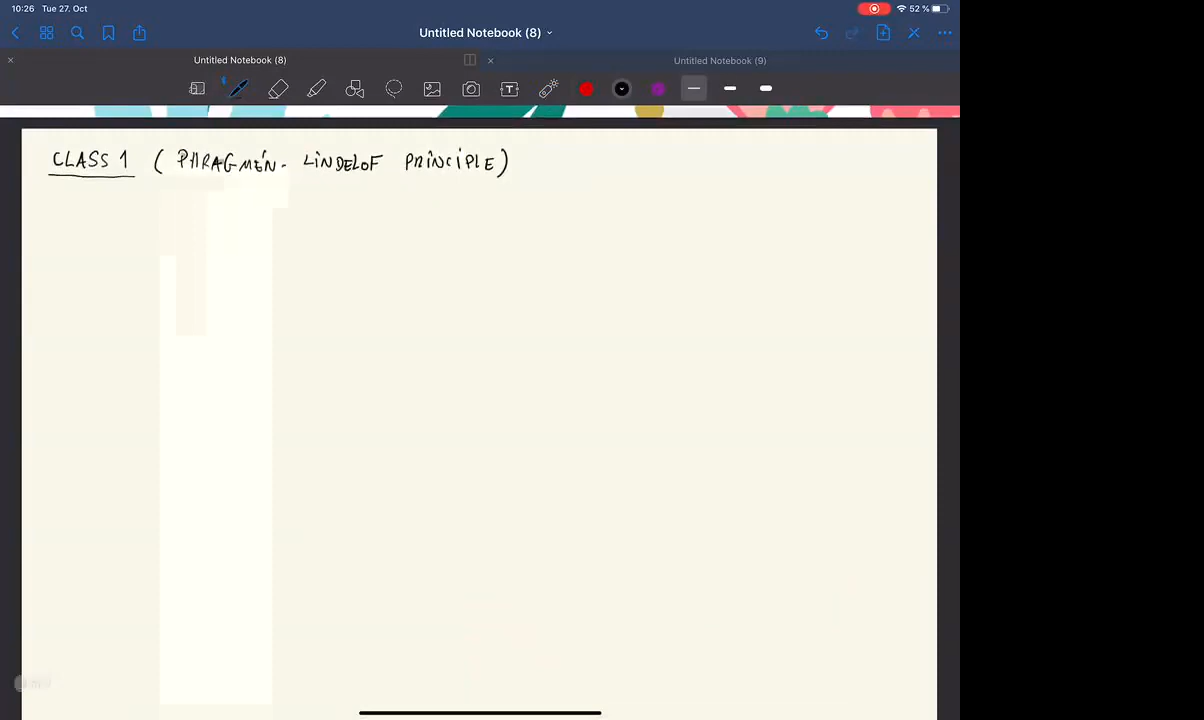 10:26 Tue 27. Oct 52 %
Untitled Notebook (8)
Untitled Notebook (8) Untitled Notebook (9)
CLASS 1 (PHRAGMÉN-LINDELOF PRINCIPLE)